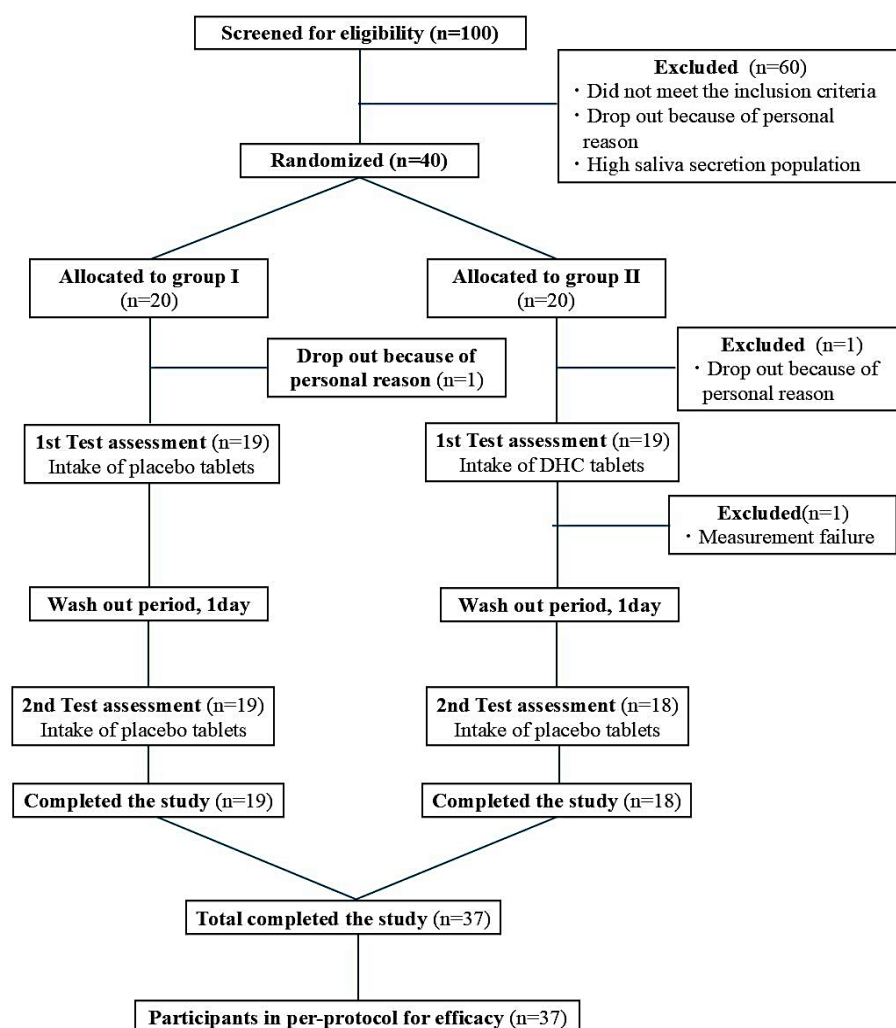 Screened for eligibility (n=100)
Excluded (n=60)
・Did not meet the inclusion criteria
・Drop out because of personal
reason
・High saliva secretion population
Randomized (n=40)
Allocated to group I
(n=20)
Allocated to group II
(n=20)
Drop out because of
personal reason (n=1)
Excluded (n=1)
・Drop out because of
personal reason
1st Test assessment (n=19)
Intake of placebo tablets
1st Test assessment (n=19)
Intake of DHC tablets
Excluded(n=1)
・Measurement failure
Wash out period, 1day
Wash out period, 1day
2nd Test assessment (n=19)
Intake of placebo tablets
2nd Test assessment (n=18)
Intake of placebo tablets
Completed the study (n=19)
Completed the study (n=18)
Total completed the study (n=37)
Participants in per-protocol for efficacy (n=37)